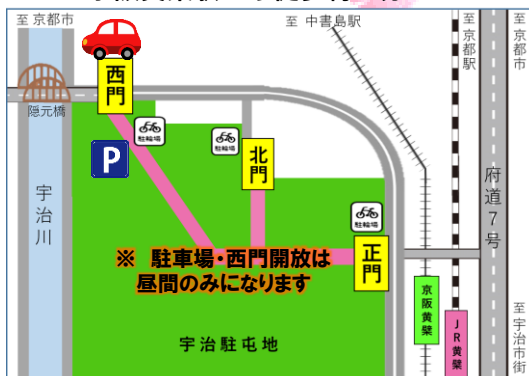 至 京都市
至 中書島駅
至京都駅
至京都市
西門
隠元橋
駐輪場
P
駐輪場
北門
宇治川
駐輪場
正門
府道7号
※ 駐車場・西門開放は
昼間のみになります
京阪黄檗
JR黄檗
至宇治市街
宇治駐屯地